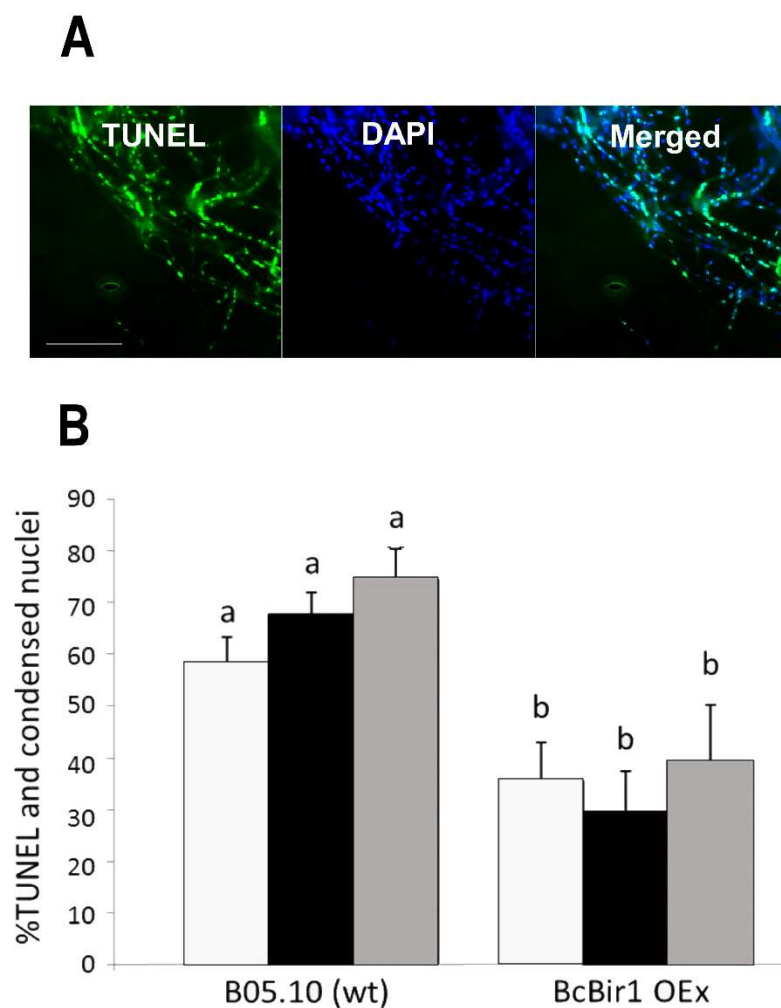 A
TUNEL DAPI Merged
B
%TUNEL and condensed nuclei
90
80
70
60
50
40
30
20
10
0
a
a
a
b
b
b
B05.10 (wt) BcBir1 OEx